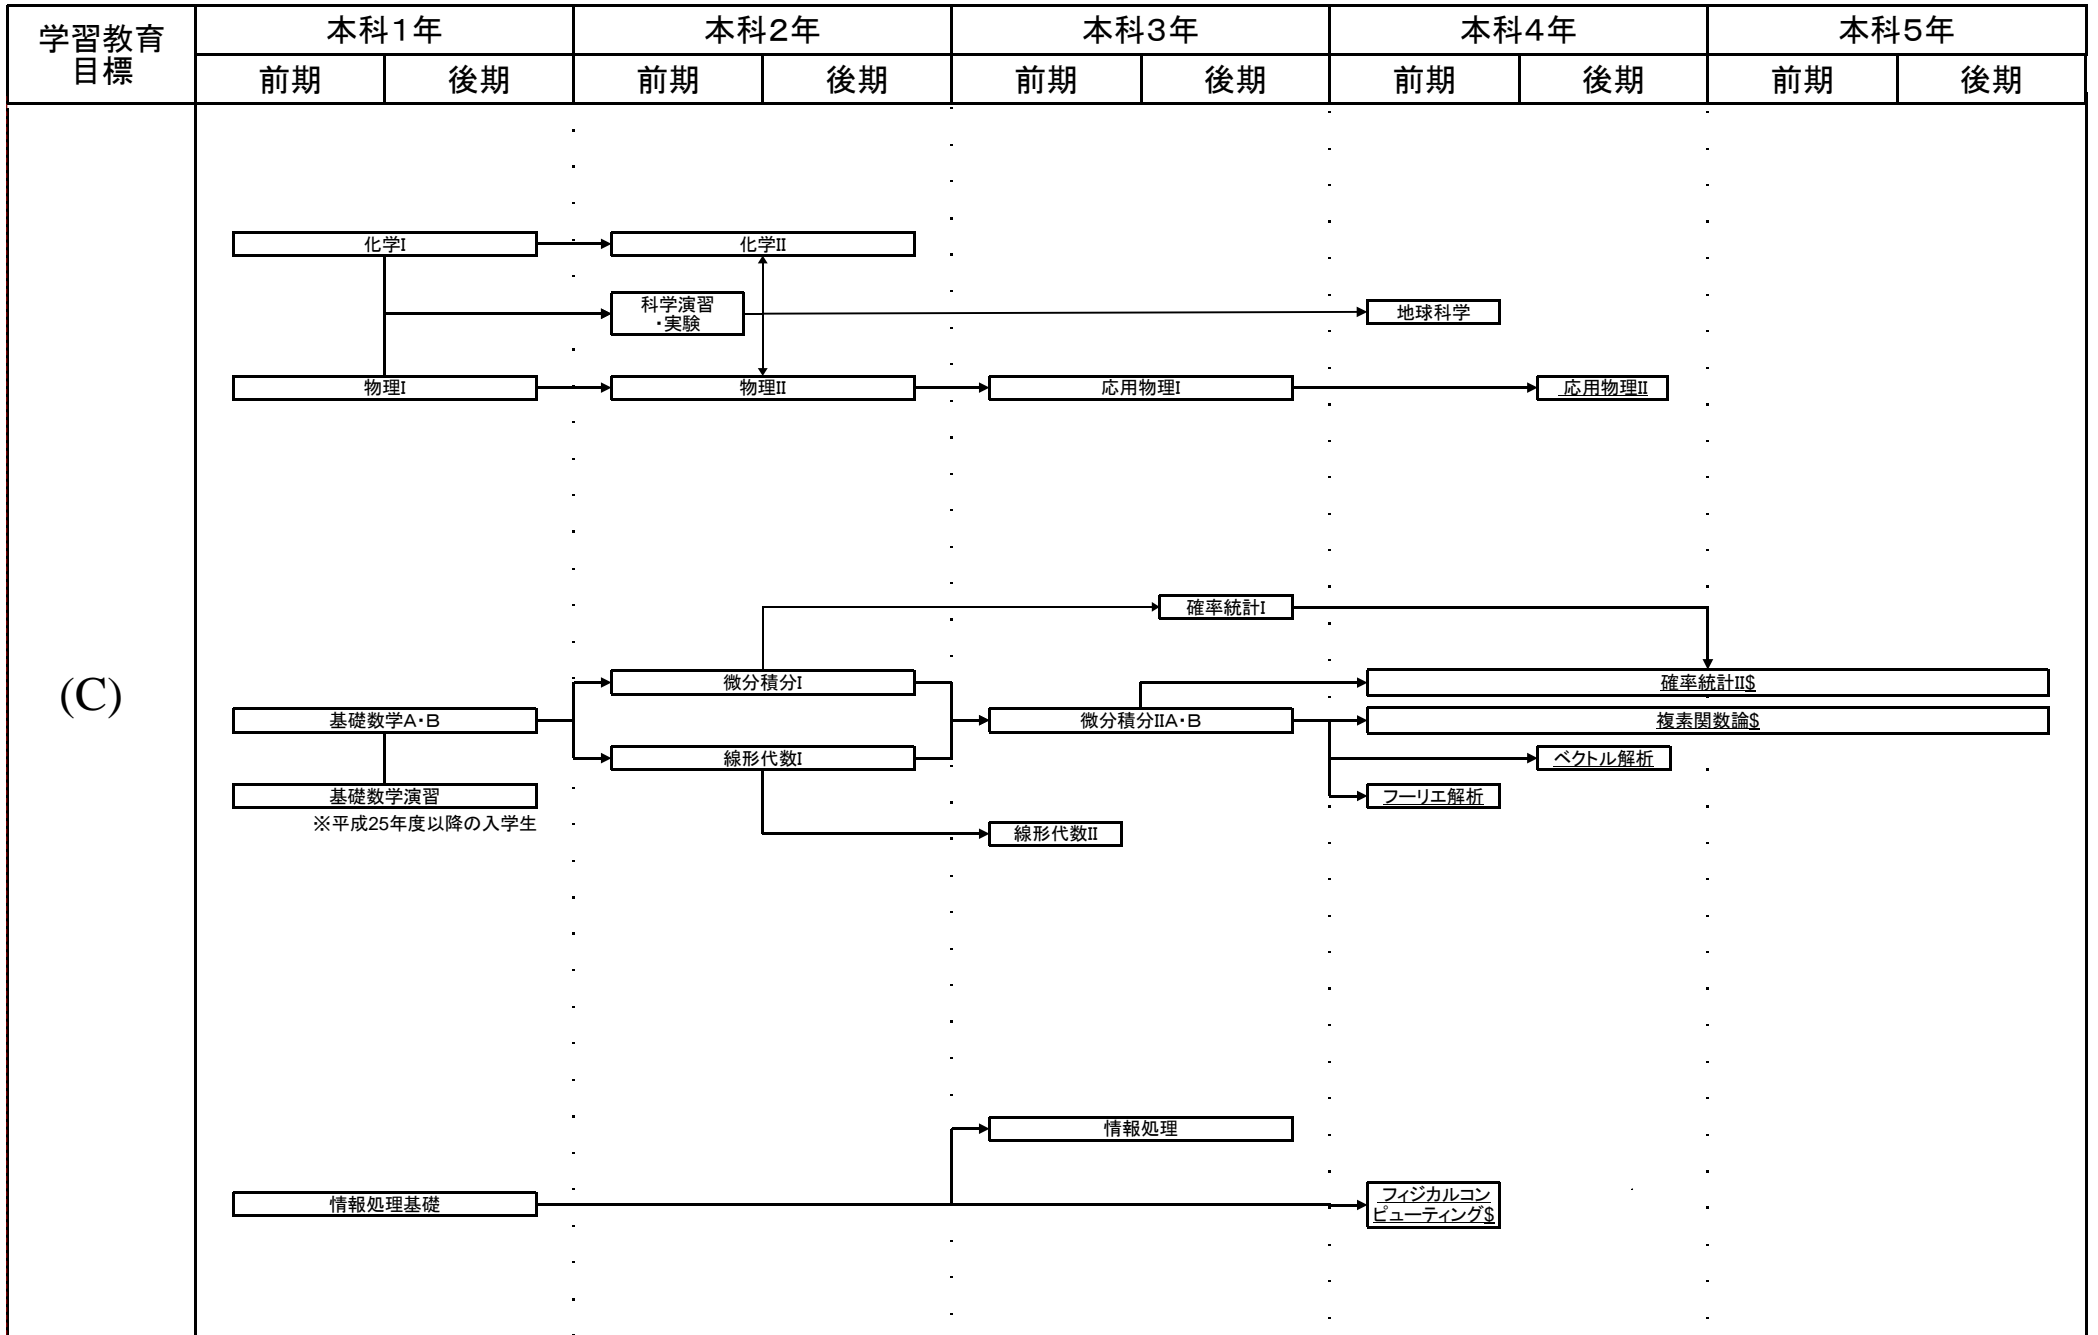 学習教育
目標
本科１年
本科２年
本科３年
本科４年
本科５年
前期
後期
前期
後期
前期
後期
前期
後期
前期
後期
(C)
化学I
化学II
科学演習
・実験
地球科学
物理I
物理II
応用物理I
応用物理II
確率統計I
微分積分I
確率統計II$
基礎数学A・B
微分積分IIA・B
複素関数論$
線形代数I
ベクトル解析
基礎数学演習
フーリエ解析
※平成25年度以降の入学生
線形代数II
情報処理
情報処理基礎
フィジカルコン
ピューティング$